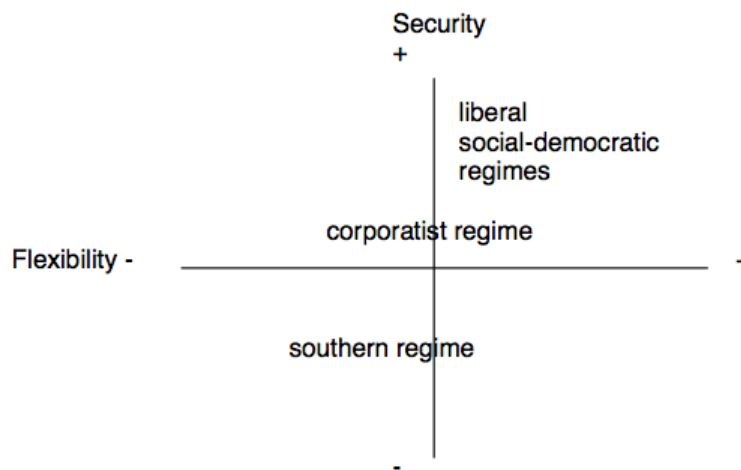 Security
+
liberal
social-democratic
regimes
corporatist regime
Flexibility -
southern regime
-